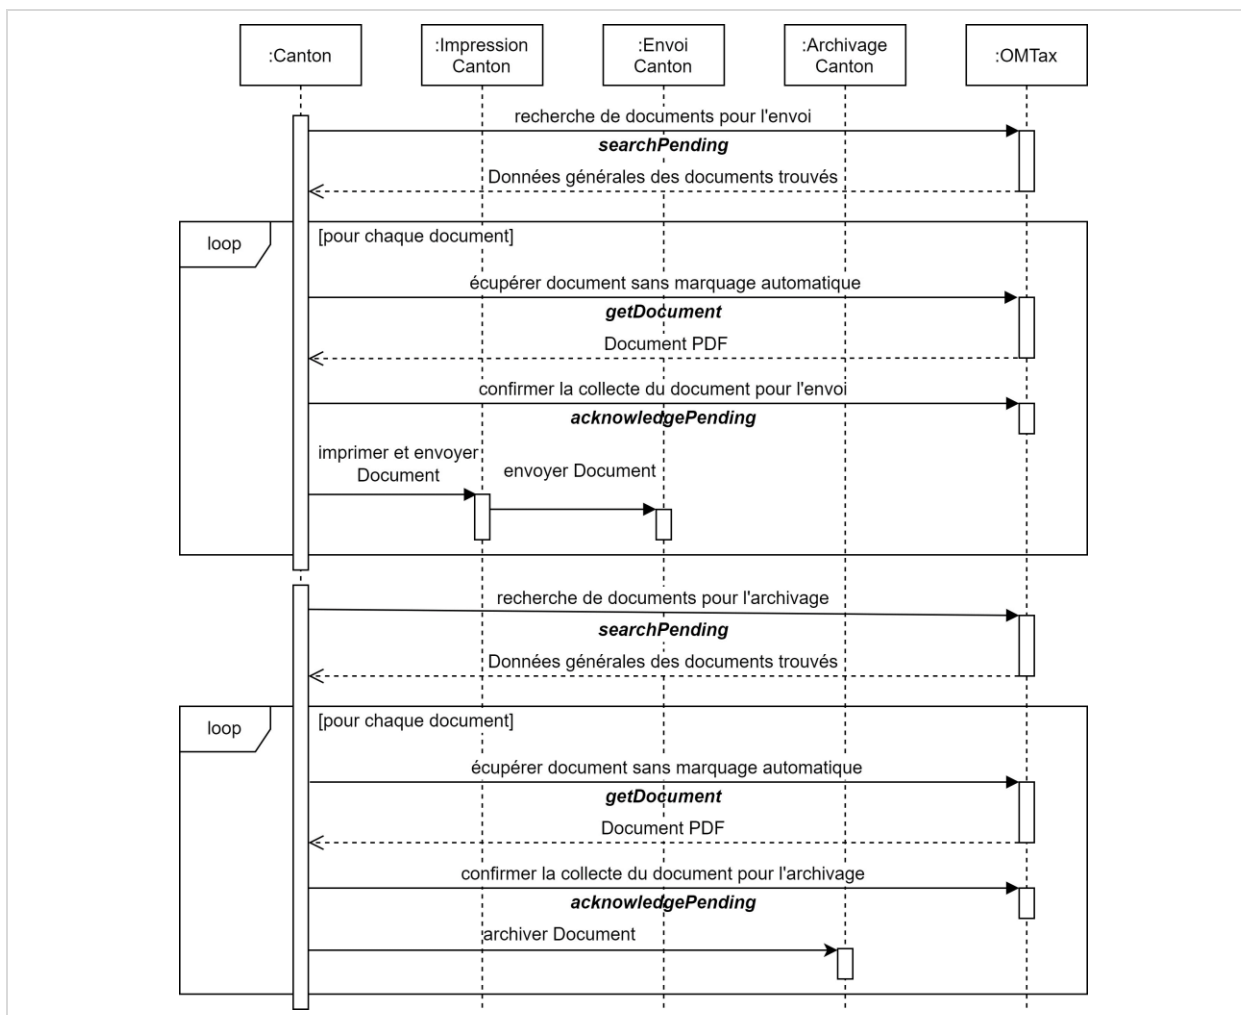 :Canton
:Impression
Canton
:Envoi
Canton
:Archivage
Canton
:OMTax
recherche de documents pour l'envoi
searchPending
Données générales des documents trouvés
loop
[pour chaque document]
écupérer document sans marquage automatique
getDocument
Document PDF
confirmer la collecte du document pour l'envoi
acknowledgePending
imprimer et envoyer
Document
envoyer Document
recherche de documents pour l'archivage
searchPending
Données générales des documents trouvés
loop
[pour chaque document]
écupérer document sans marquage automatique
getDocument
Document PDF
confirmer la collecte du document pour l'archivage
acknowledgePending
archiver Document